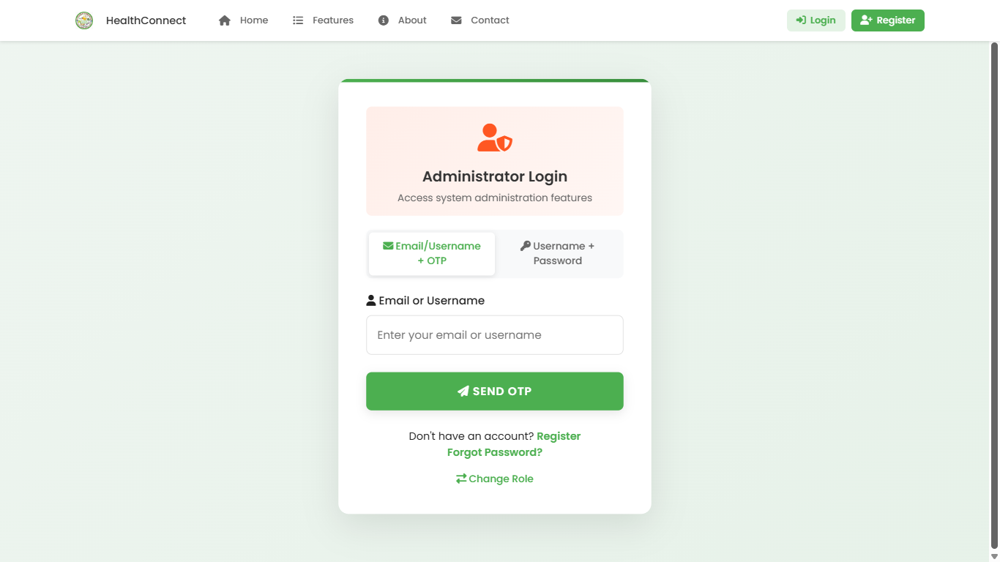 HealthConnect
Home
Features
About
Contact
Login
Register
Administrator Login
Access system administration features
Email/Username
+ OTP
Username +
Password
Email or Username
Enter your email or username
SEND OTP
Don't have an account? Register
Forgot Password?
Change Role